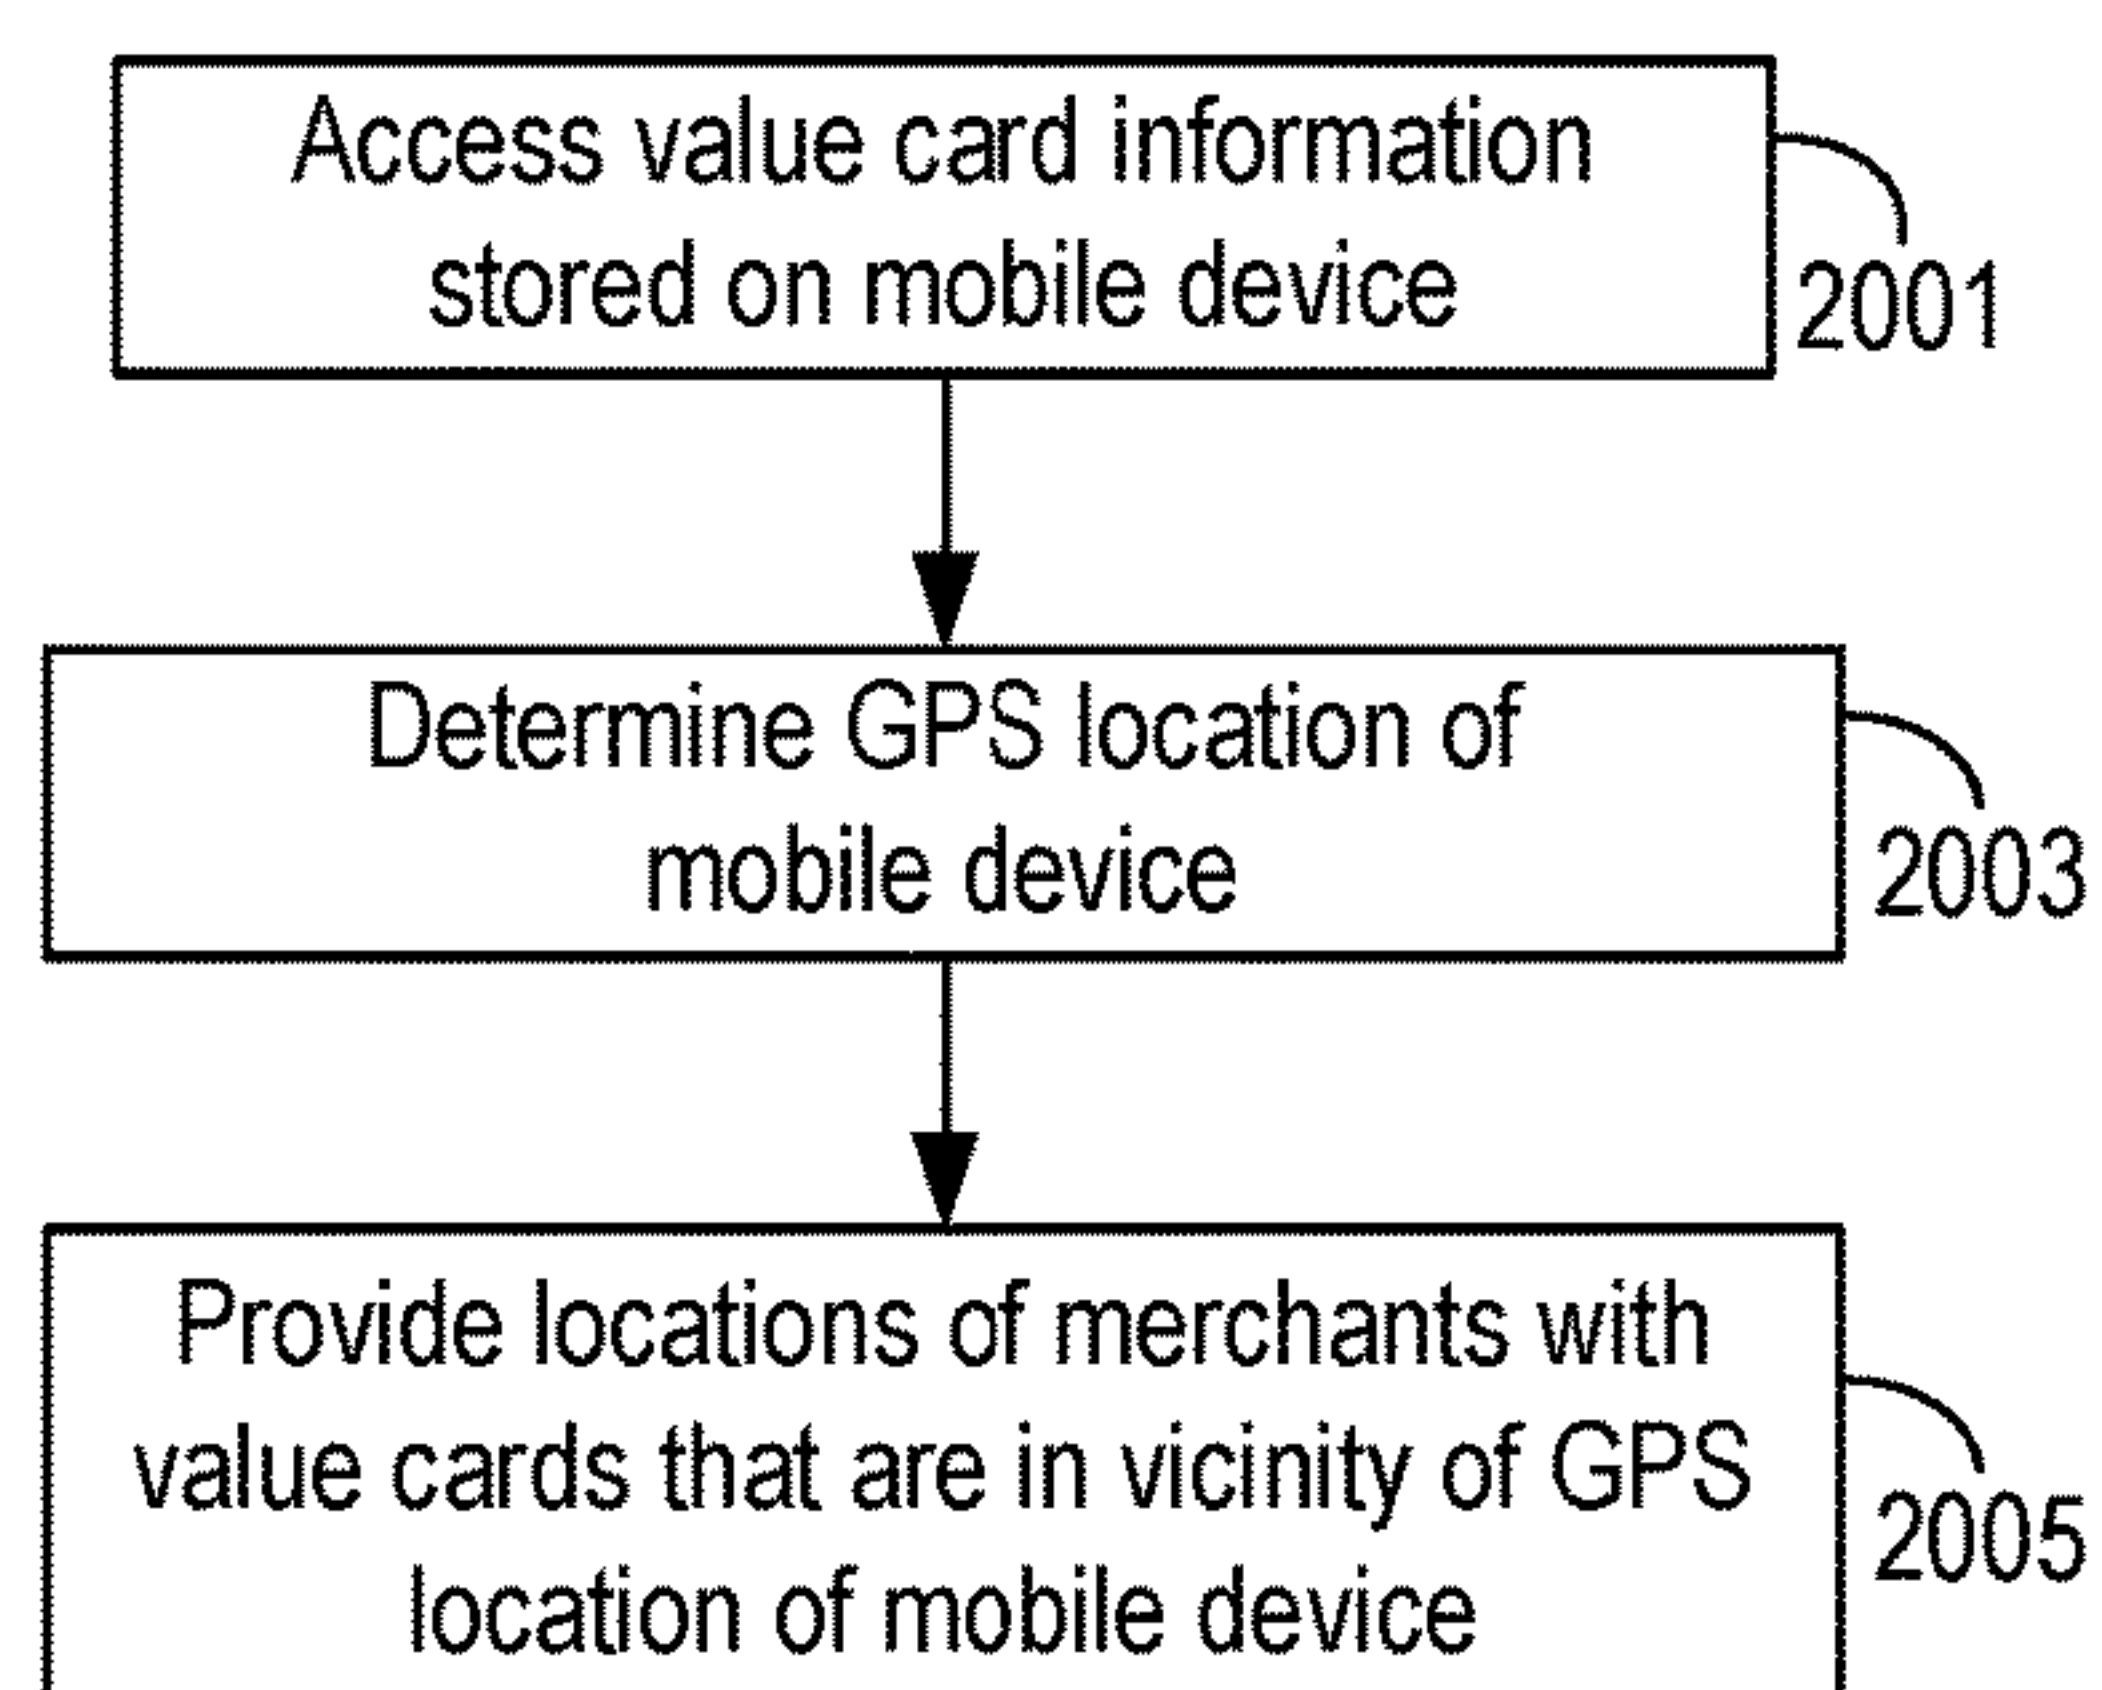 Access value card information
stored on mobile device
2001
Determine GPS location of
mobile device
2003
Provide locations of merchants with
value cards that are in vicinity of GPS
location of mobile device
2005